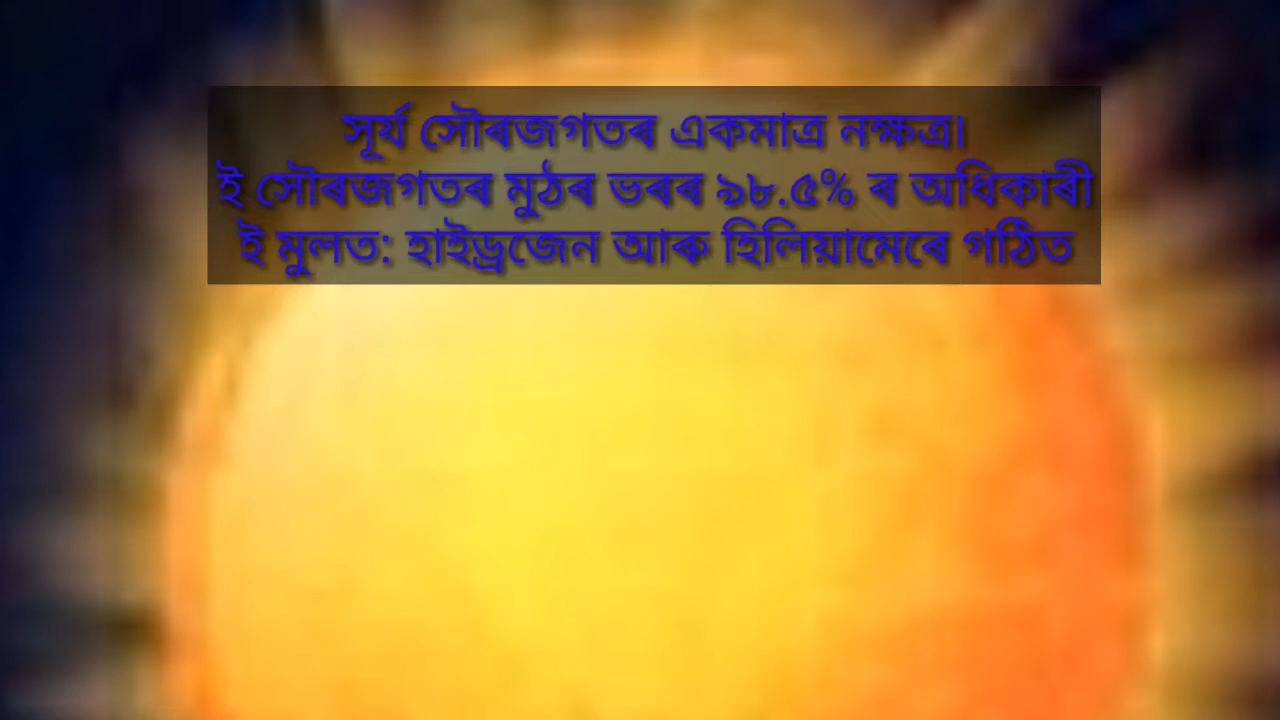 সূৰ্য সৌৰজগতৰ একমাত্ৰ নক্ষত্ৰ।
ই সৌৰজগতৰ মুঠৰ ভৰৰ ৯৮.৫% ৰ অধিকাৰী
ই মুলত: হাইড্ৰজেন আৰু হিলিয়ামেৰে গঠিত